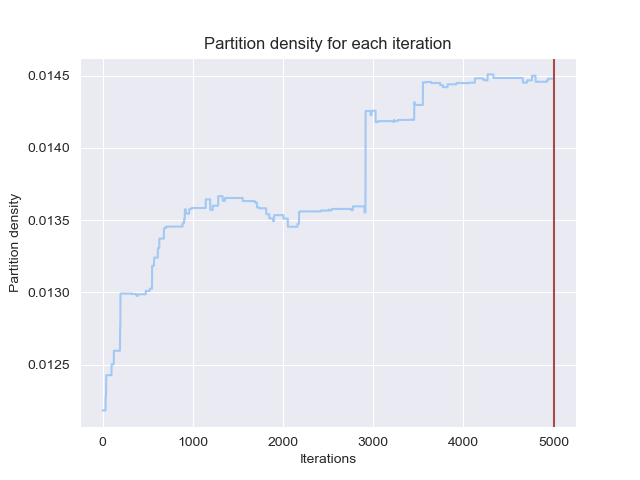 Partition density for each iteration
0.0145
0.0140
0.0135
0.0130
0.0125
Partition density
0 1000 2000 3000 4000 5000
Iterations